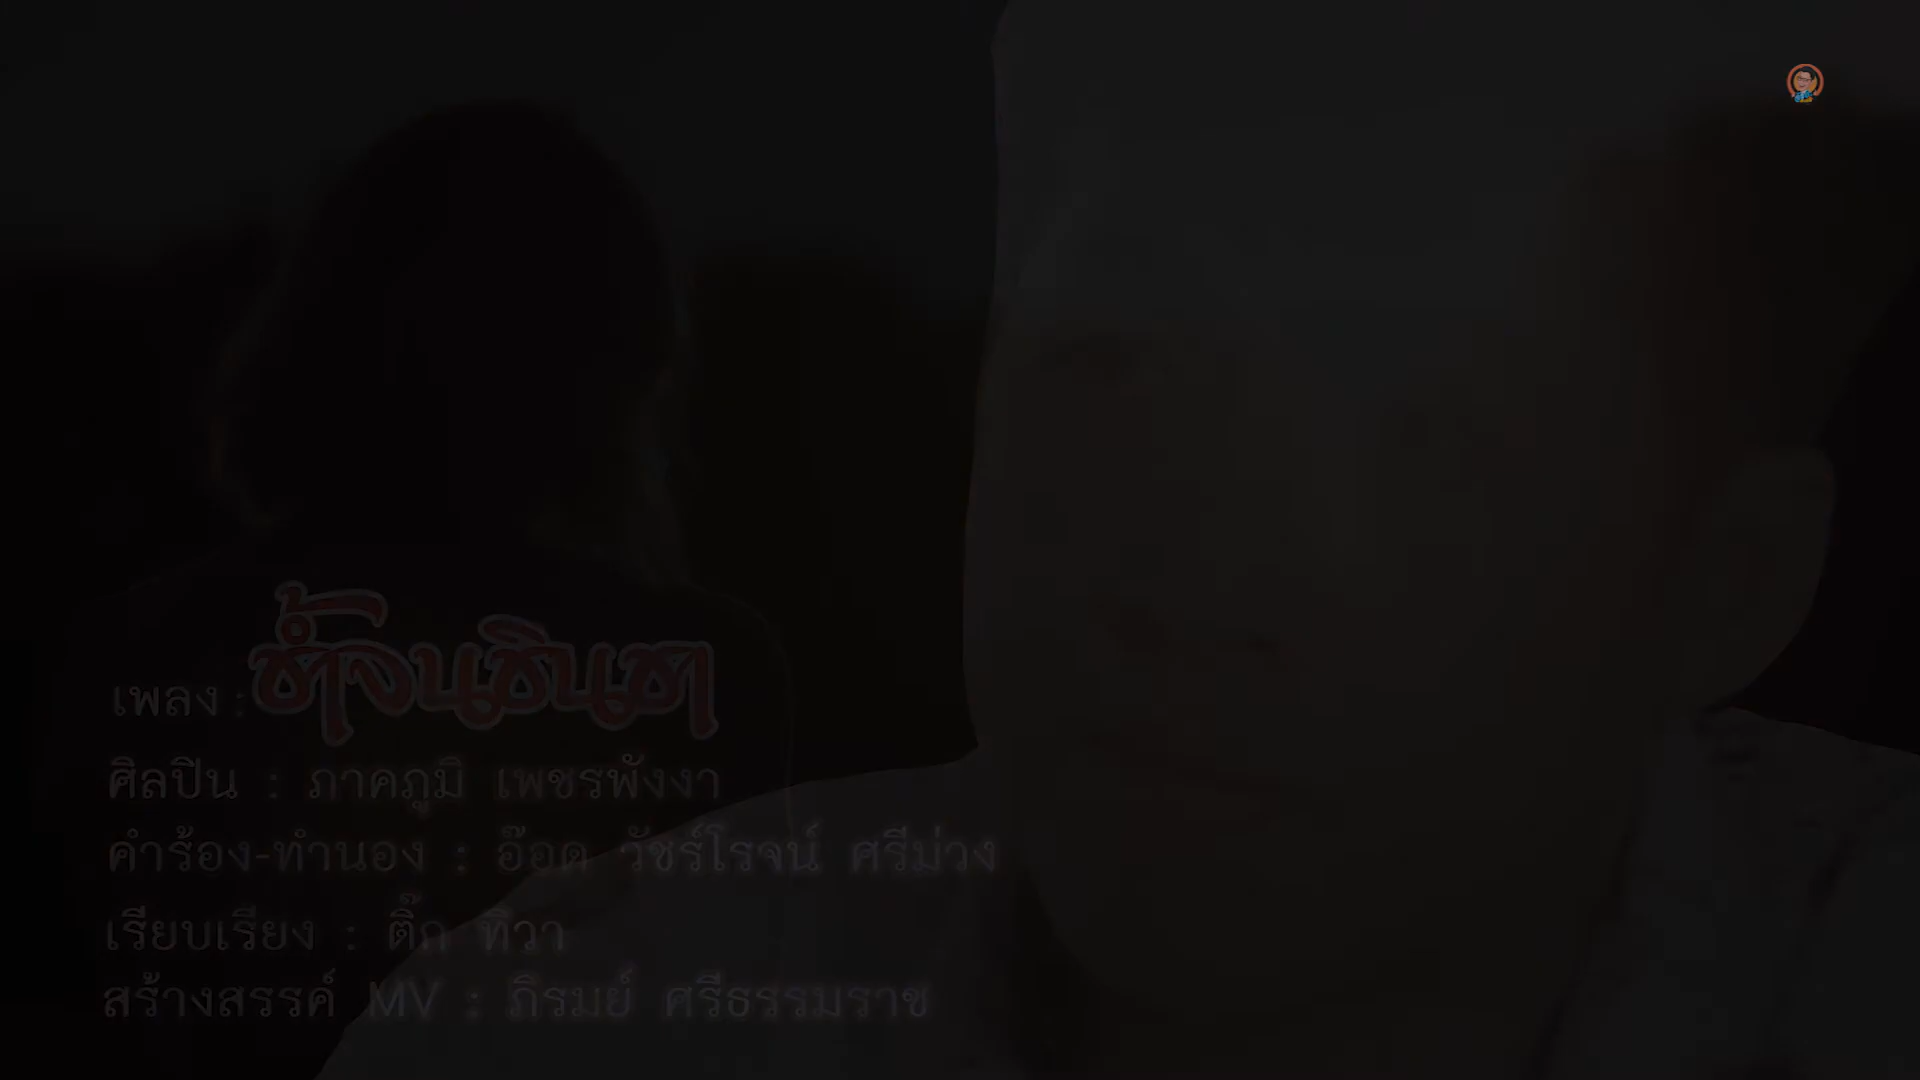 เพลง : ช้ำจนชินชา
ศิลปิน : ภาคภูมิ เพชรพังงา
คำร้อง-ทำนอง : อ๊อด วัชร์โรจน์ ศรีม่วง
เรียบเรียง : ติ๊ก ทิวา
สร้างสรรค์ MV : ภิรมย์ ศรีธรรมราช